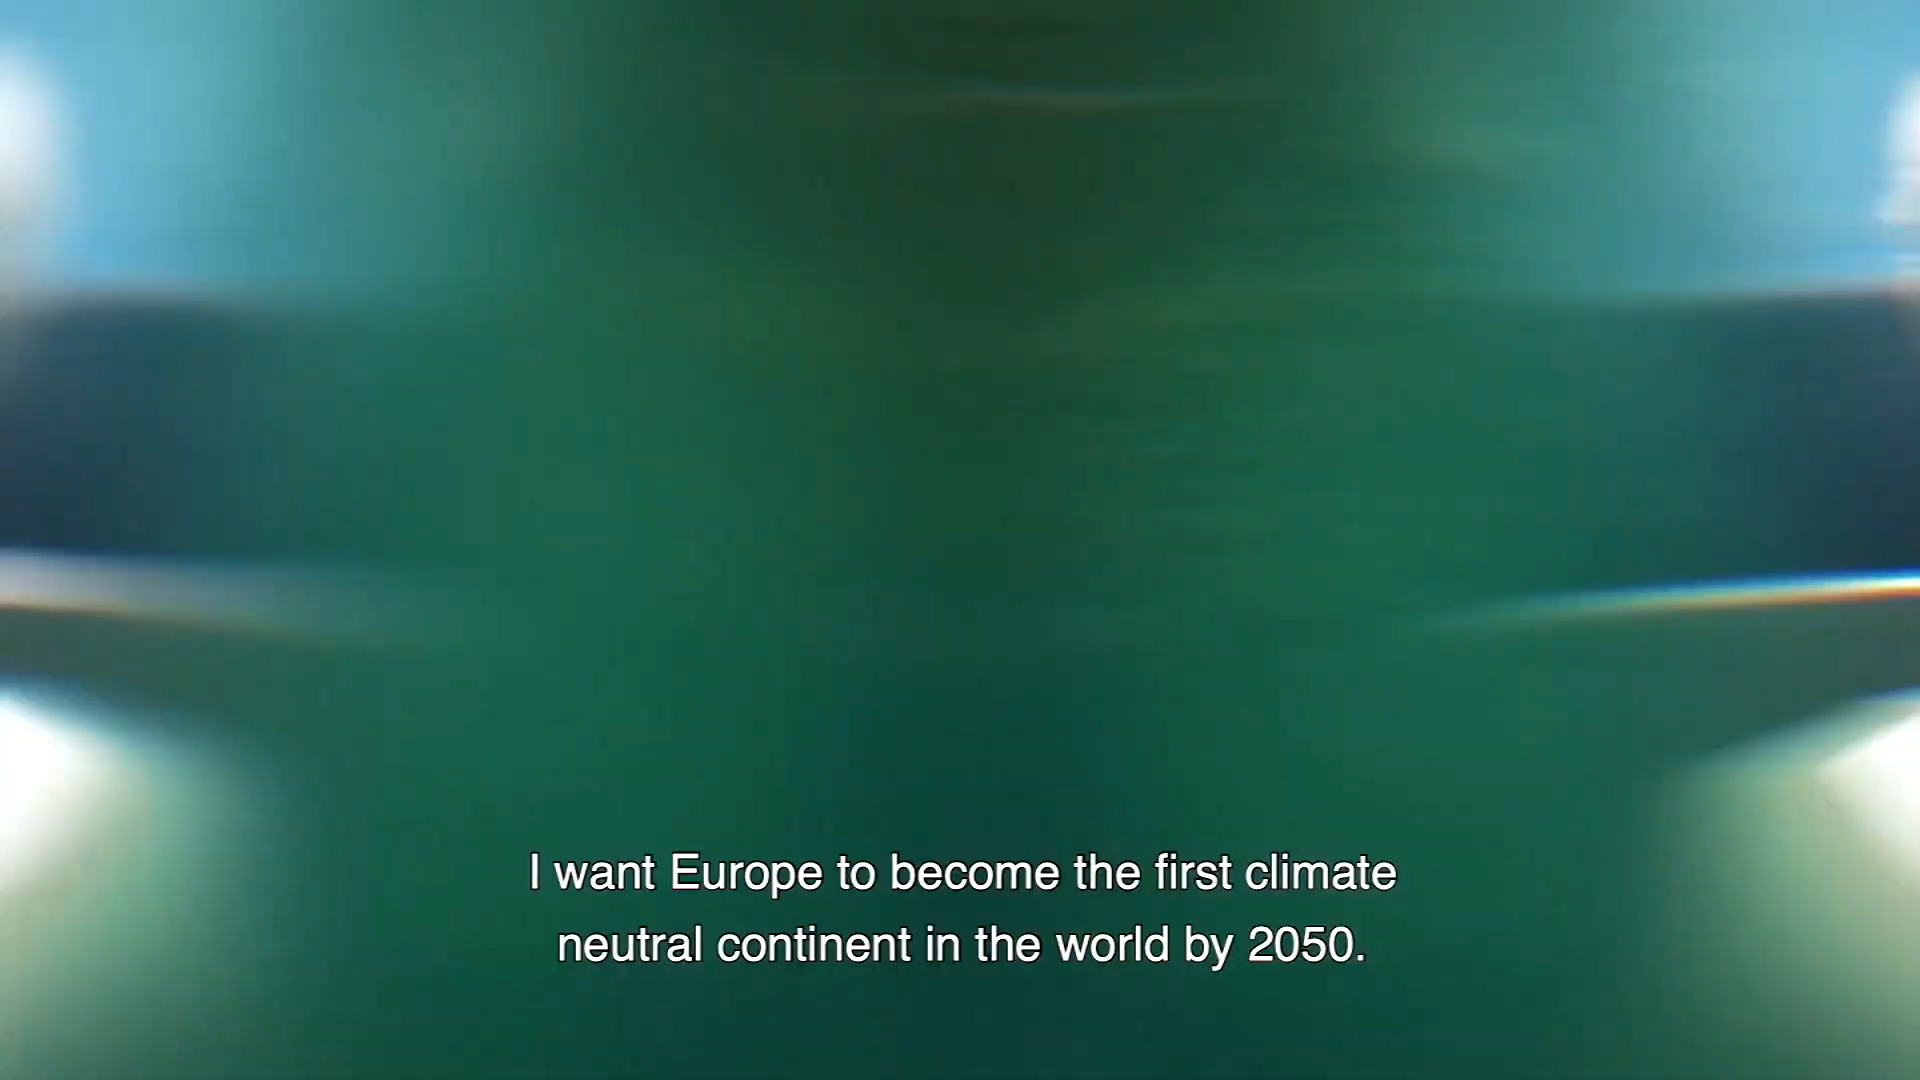 I want Europe to become the first climate
neutral continent in the world by 2050.